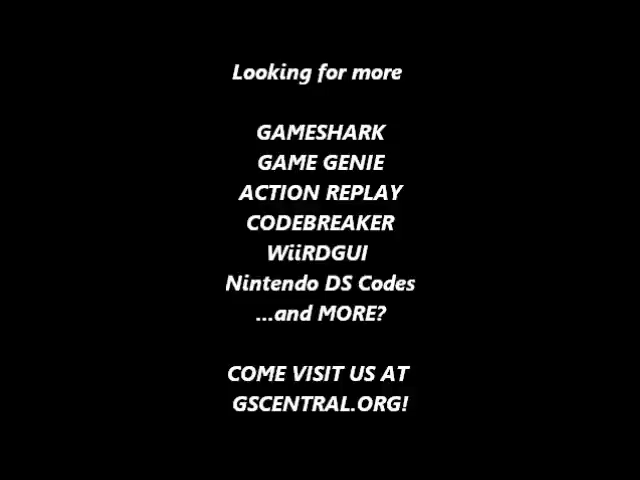 Looking for more
GAMESHARK
GAME GENIE
ACTION REPLAY
CODEBREAKER
WiiRDGUI
Nintendo DS Codes
...and MORE?
COME VISIT US AT
GSCENTRAL.ORG!